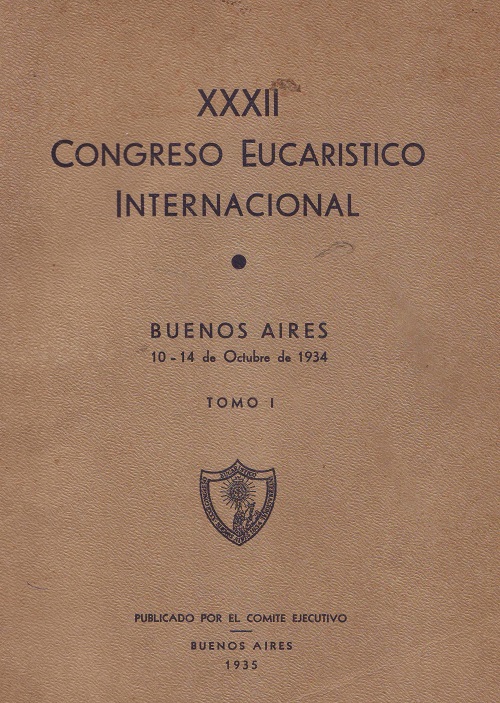 XXXII
CONGRESO EUCARISTICO
INTERNACIONAL
BUENOS AIRES
10 - 14 de Octubre de 1934
TOMO I
EUCARISTICO
PUBLICADO POR EL COMITE EJECUTIVO
BUENOS AIRES
1935